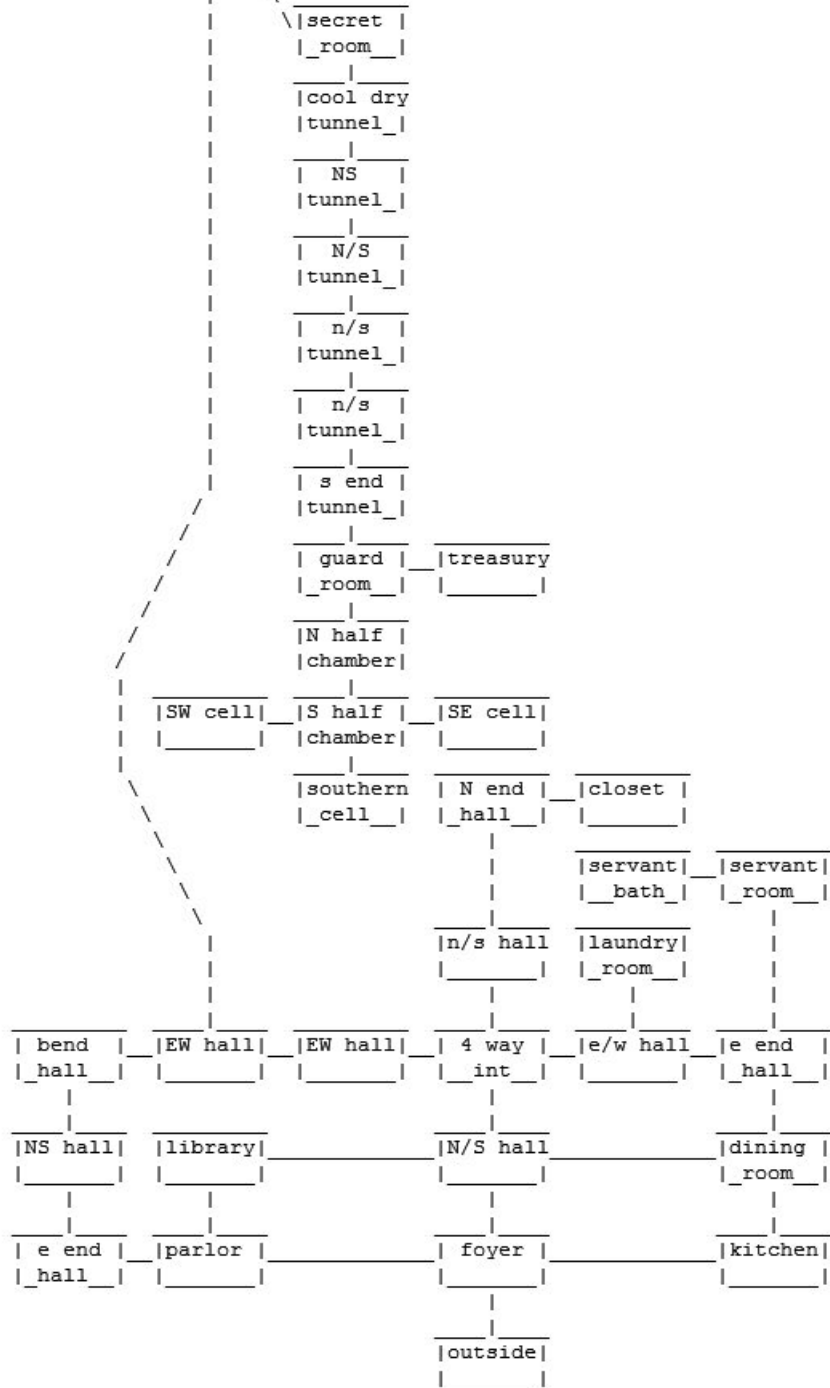 secret
room
cool dry
tunnel
NS
tunnel
N/S
tunnel
n/s
tunnel
n/s
tunnel
s end
tunnel
guard treasury
room
N half
chamber
SW cell S half SE cell
chamber
southern N end closet
cell hall
servant servant
bath room
n/s hall laundry
room
bend EW hall EW hall 4 way e/w hall e end
hall int hall
NS hall library N/S hall dining
room
e end parlor foyer kitchen
hall
outside